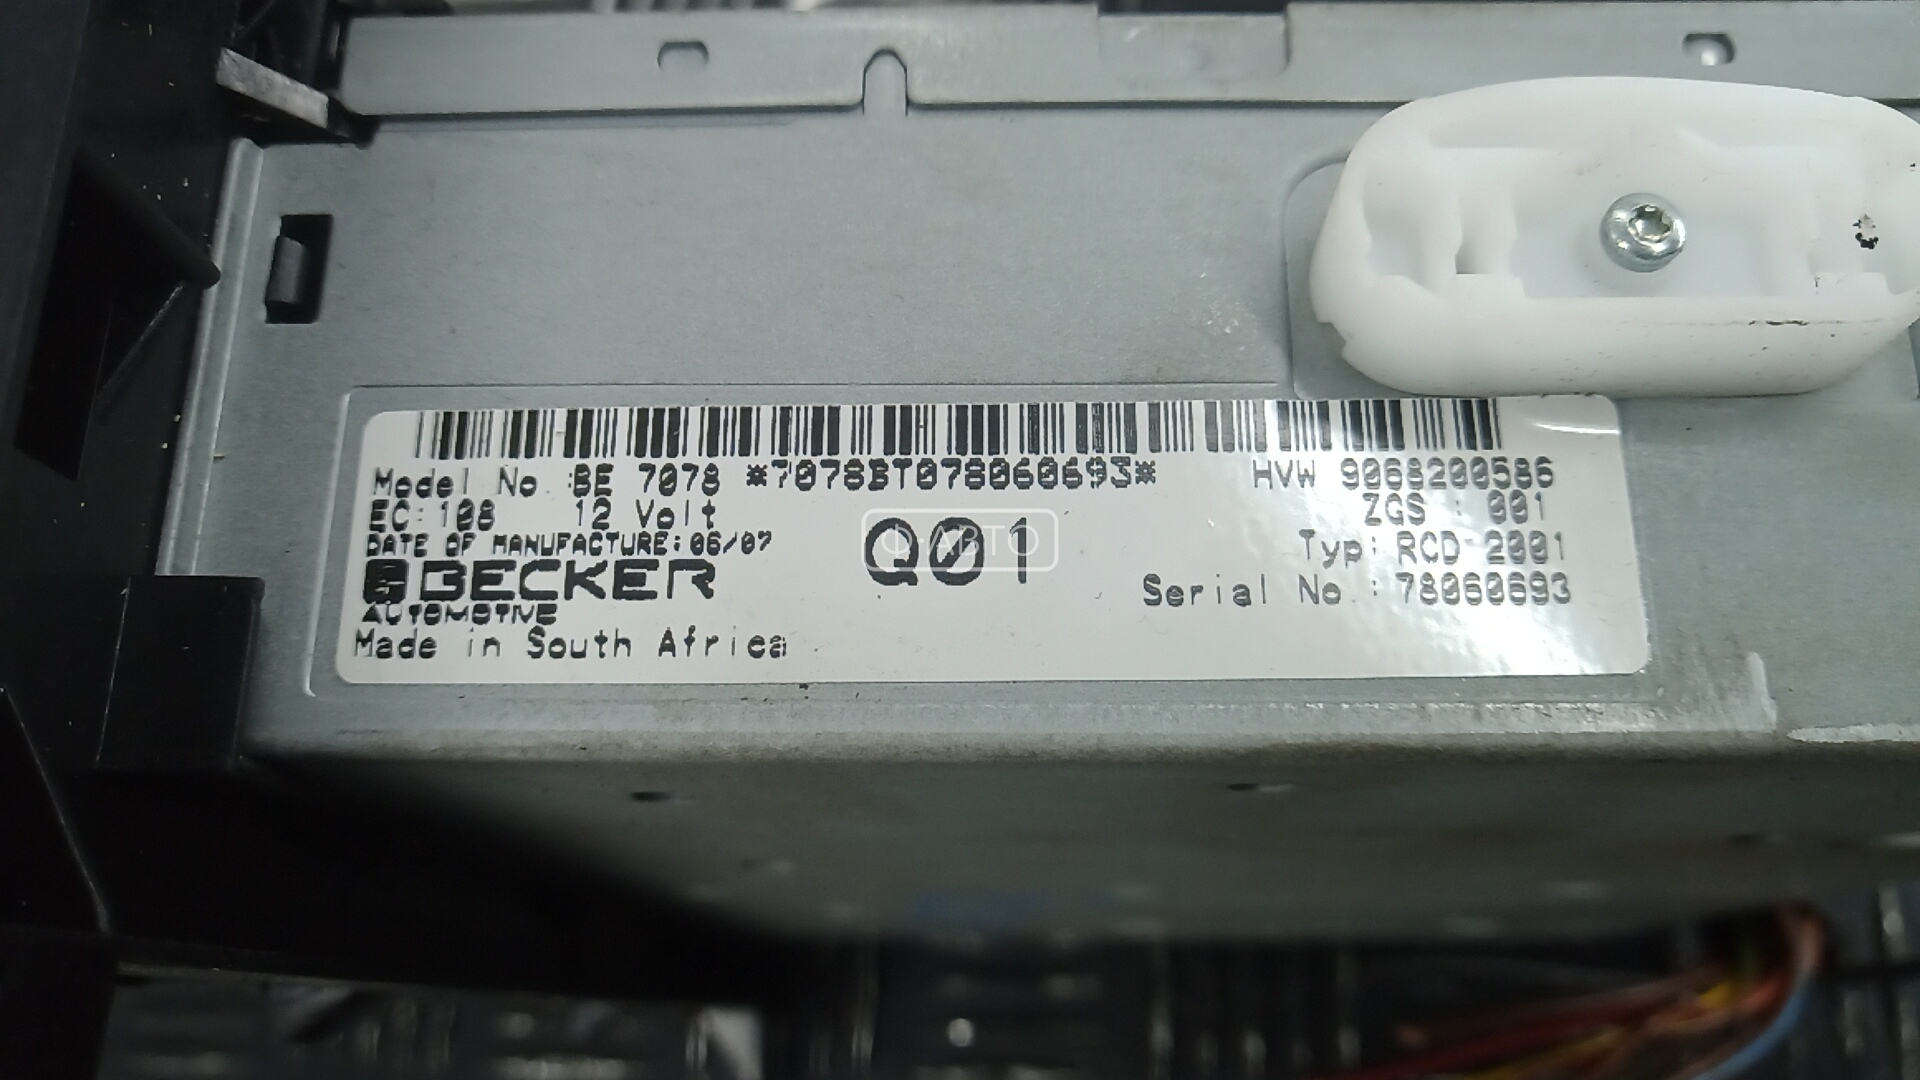 Model No :BE 7078 *7078BT078060693* HVW 9068200586
EC: 108 12 Volt ZGS : 001
DATE OF MANUFACTURE: 06/07 Q01 Typ: RCD 2001
BECKER Serial No.: 78060693
AUTOMOTIVE
Made in South Africa
АВТО